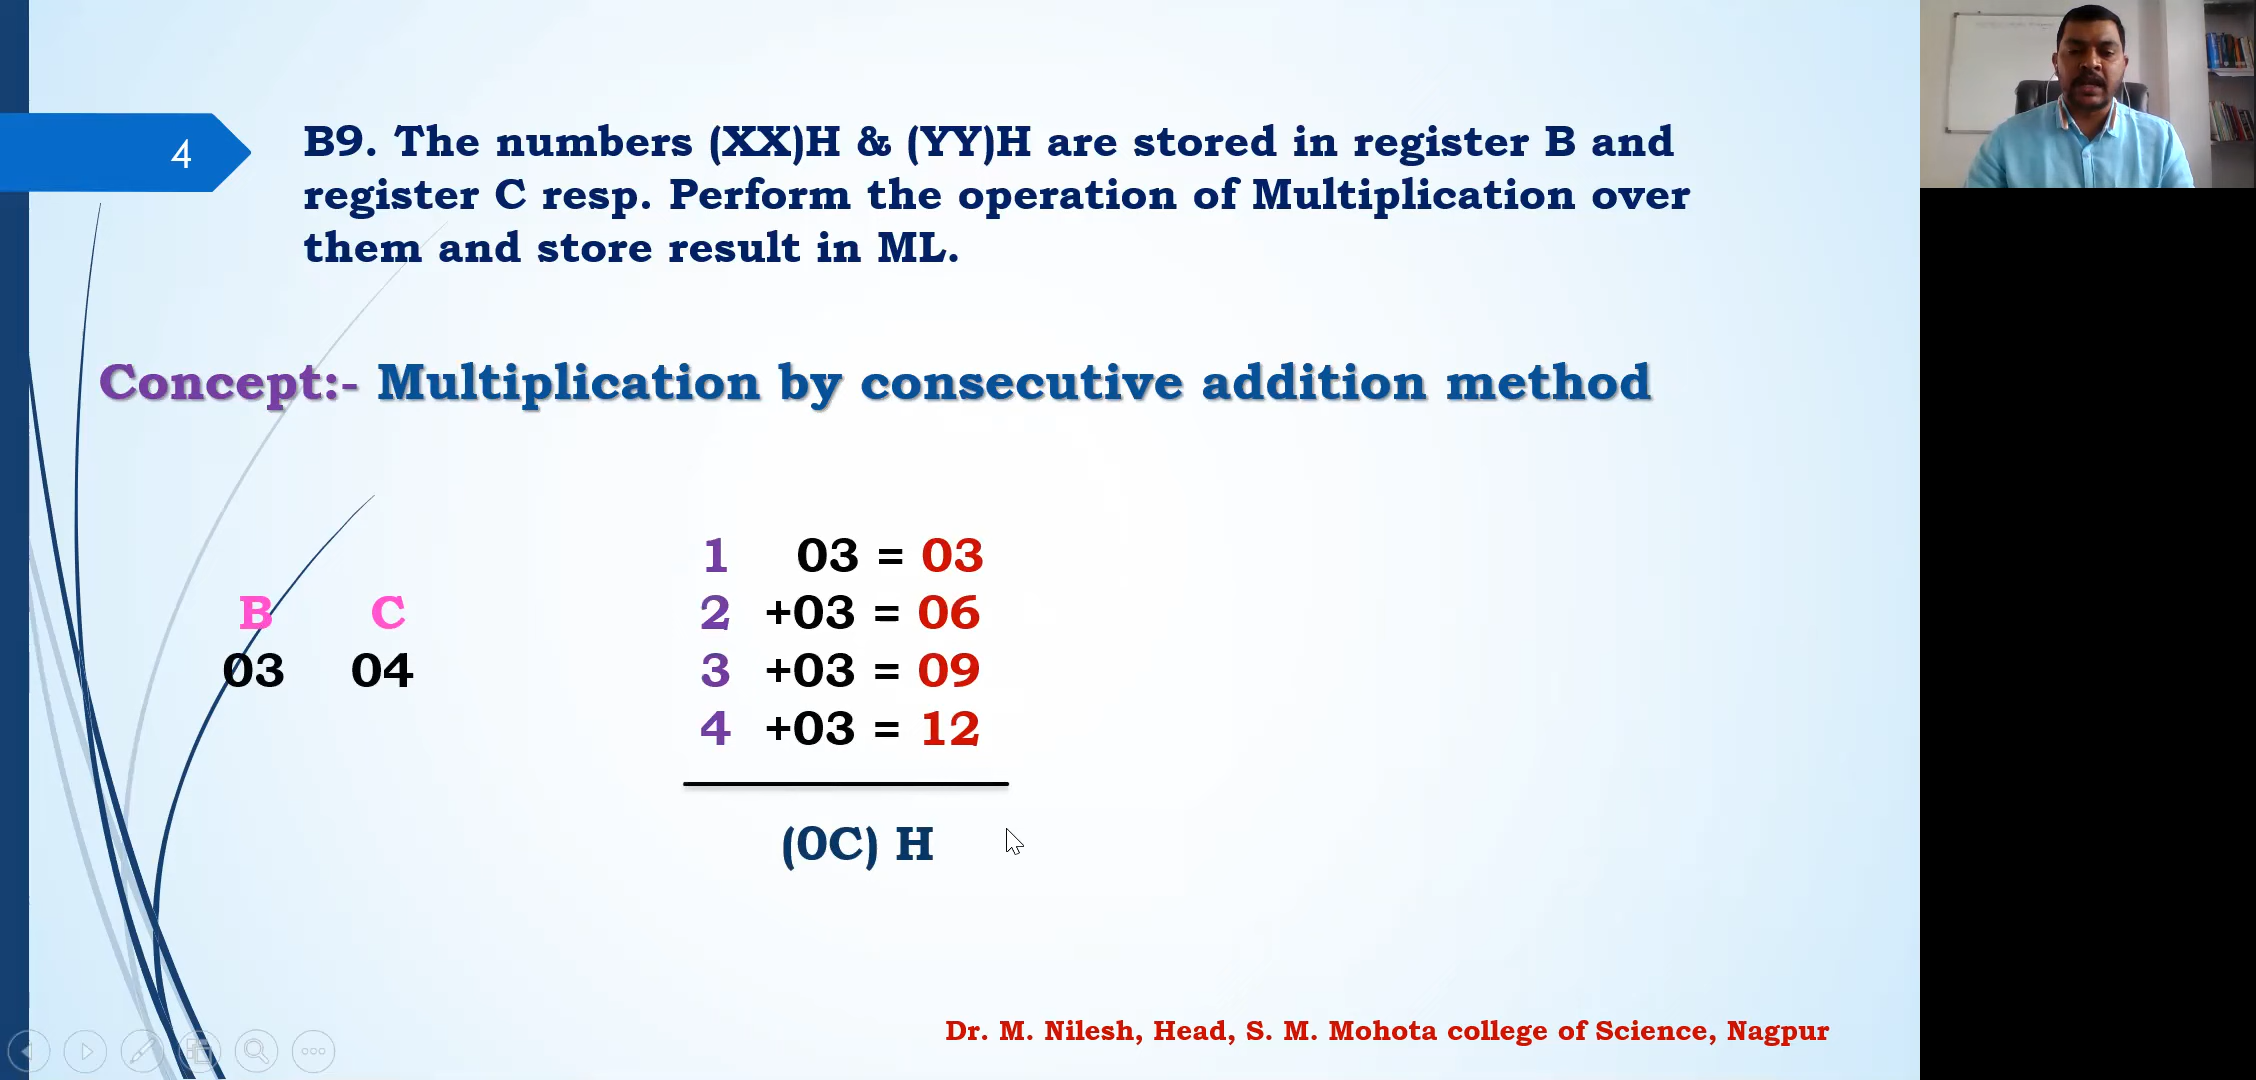 4
B9. The numbers (XX)H & (YY)H are stored in register B and
register C resp. Perform the operation of Multiplication over
them and store result in ML.
Concept:- Multiplication by consecutive addition method
B C
03 04
1 03 = 03
2 +03 = 06
3 +03 = 09
4 +03 = 12
(0C) H
Dr. M. Nilesh, Head, S. M. Mohota college of Science, Nagpur